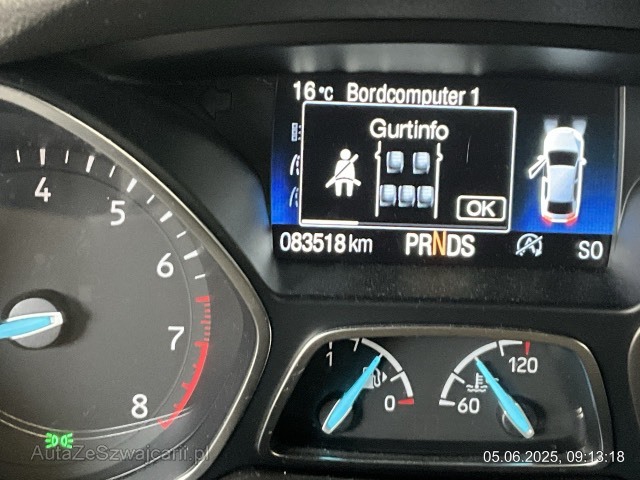 16°C Bordcomputer 1
Gurtinfo
OK
083518 km PRNDS SO
4
5
6
7
8
1
0
60
120
AutaZeSzwajcarii.pl
05.06.2025, 09:13:18